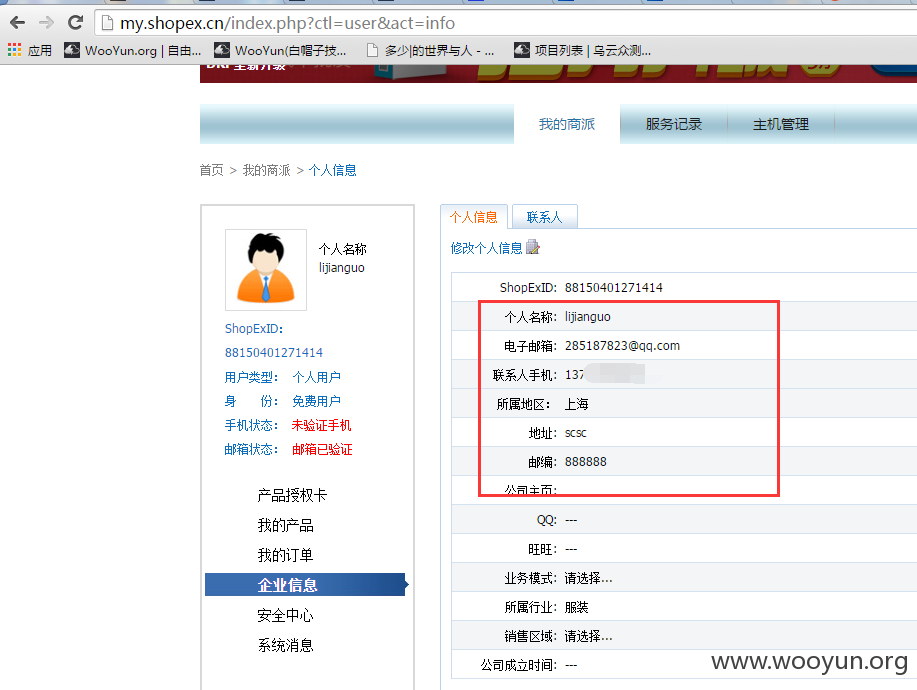 my.shopex.cn/index.php?ctl=user&act=info
应用 WooYun.org | 自由... WooYun(白帽子技... 多少|的世界与人 - ... 项目列表 | 乌云众测...
全新升级
我的商派 服务记录 主机管理
首页 > 我的商派 > 个人信息
个人名称
lijianguo
ShopExID:
88150401271414
用户类型: 个人用户
身 份: 免费用户
手机状态: 未验证手机
邮箱状态: 邮箱已验证
产品授权卡
我的产品
我的订单
企业信息
安全中心
系统消息
个人信息 联系人
修改个人信息
ShopExID: 88150401271414
个人名称: lijianguo
电子邮箱: 285187823@qq.com
联系人手机: 137
所属地区: 上海
地址: scsc
邮编: 888888
公司主页:
QQ: ---
旺旺: ---
业务模式: 请选择...
所属行业: 服装
销售区域: 请选择...
公司成立时间: ---
www.wooyun.org